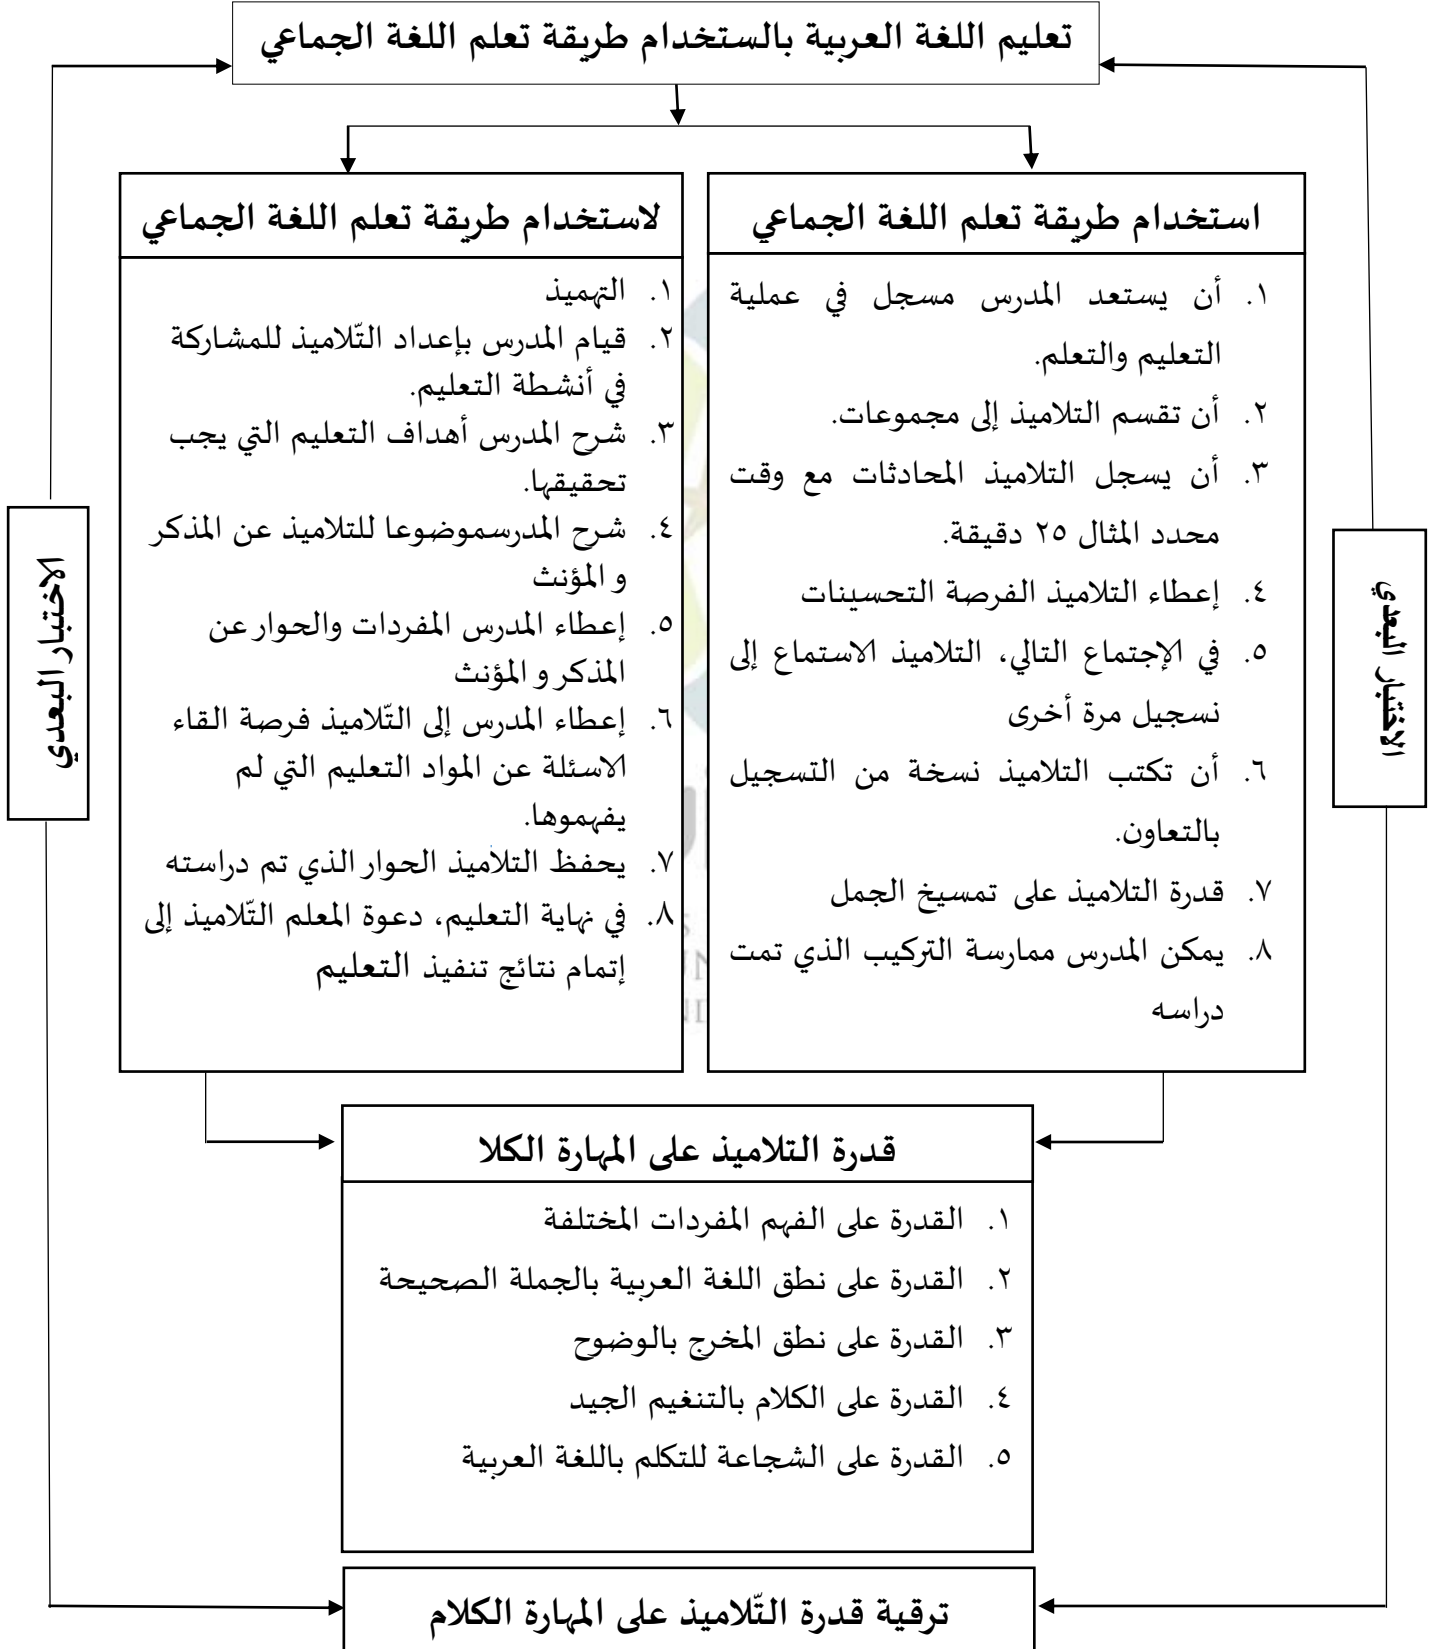 تعليم اللغة العربية بالستخدام طريقة تعلم اللغة الجماعي
استخدام طريقة تعلم اللغة الجماعي
١. أن يستعد المدرس مسجل في عملية
التعليم والتعلم.
٢. أن تقسم التلاميذ إلى مجموعات.
٣. أن يسجل التلاميذ المحادثات مع وقت
محدد المثال ٢٥ دقيقة.
٤. إعطاء التلاميذ الفرصة التحسينات
٥. في الإجتماع التالي، التلاميذ الاستماع إلى
نسجيل مرة أخرى
٦. أن تكتب التلاميذ نسخة من التسجيل
بالتعاون.
٧. قدرة التلاميذ على تمسيخ الجمل
٨. يمكن المدرس ممارسة التركيب الذي تمت
دراسه
لاستخدام طريقة تعلم اللغة الجماعي
١. التهميذ
٢. قيام المدرس بإعداد التّلاميذ للمشاركة
في أنشطة التعليم.
٣. شرح المدرس أهداف التعليم التي يجب
تحقيقها.
٤. شرح المدرسموضوعا للتلاميذ عن المذكر
و المؤنث
٥. إعطاء المدرس المفردات والحوار عن
المذكر و المؤنث
٦. إعطاء المدرس إلى التّلاميذ فرصة القاء
الاسئلة عن المواد التعليم التي لم
يفهموها.
٧. يحفظ التلاميذ الحوار الذي تم دراسته
٨. في نهاية التعليم، دعوة المعلم التّلاميذ إلى
إتمام نتائج تنفيذ التعليم
الاختبار البعدي
الاختبار البعدي
قدرة التلاميذ على المهارة الكلا
١. القدرة على الفهم المفردات المختلفة
٢. القدرة على نطق اللغة العربية بالجملة الصحيحة
٣. القدرة على نطق المخرج بالوضوح
٤. القدرة على الكلام بالتنغيم الجيد
٥. القدرة على الشجاعة للتكلم باللغة العربية
ترقية قدرة التّلاميذ على المهارة الكلام